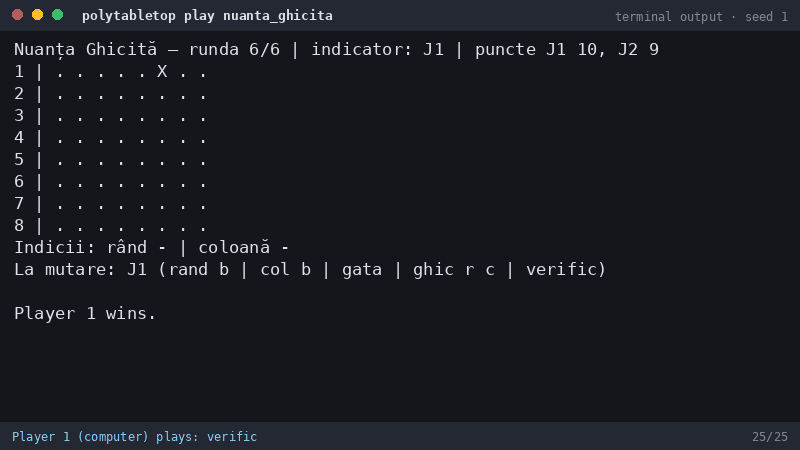 polytabletop play nuanta_ghicita
terminal output · seed 1
Nuanța Ghicită — runda 6/6 | indicator: J1 | puncte J1 10, J2 9
1 | . . . . . X . .
2 | . . . . . . . .
3 | . . . . . . . .
4 | . . . . . . . .
5 | . . . . . . . .
6 | . . . . . . . .
7 | . . . . . . . .
8 | . . . . . . . .
Indicii: rând - | coloană -
La mutare: J1 (rand b | col b | gata | ghic r c | verific)
Player 1 wins.
Player 1 (computer) plays: verific
25/25